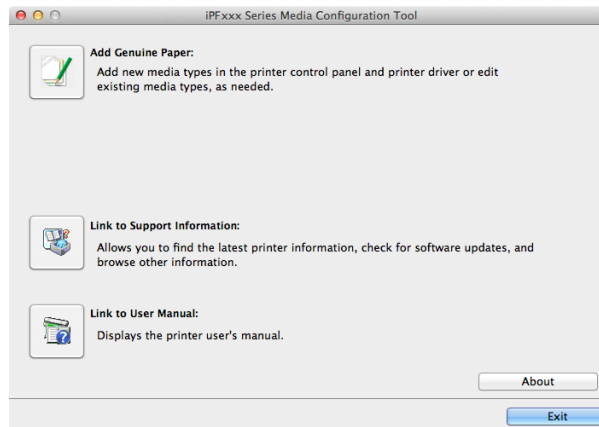 iPFxxx Series Media Configuration Tool
Add Genuine Paper:
Add new media types in the printer control panel and printer driver or edit
existing media types, as needed.
Link to Support Information:
Allows you to find the latest printer information, check for software updates, and
browse other information.
Link to User Manual:
Displays the printer user's manual.
About
Exit